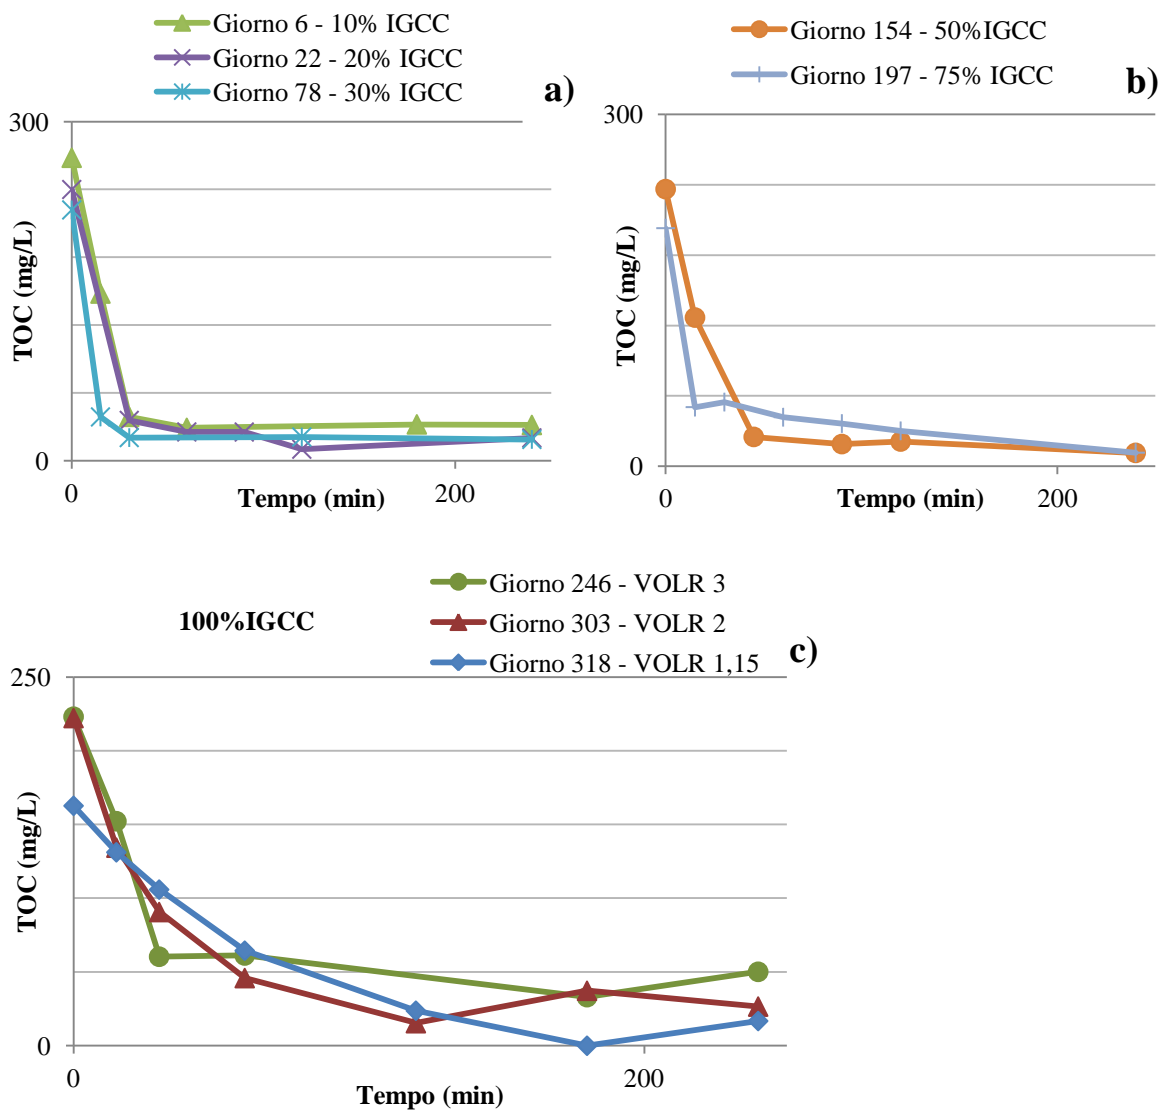 Giorno 6 - 10% IGCC
Giorno 22 - 20% IGCC
Giorno 78 - 30% IGCC
a)
300
0
TOC (mg/L)
0
200
Tempo (min)
Giorno 154 - 50%IGCC
Giorno 197 - 75% IGCC
b)
300
0
TOC (mg/L)
0
200
Tempo (min)
100%IGCC
Giorno 246 - VOLR 3
Giorno 303 - VOLR 2
Giorno 318 - VOLR 1,15
c)
250
0
TOC (mg/L)
0
200
Tempo (min)